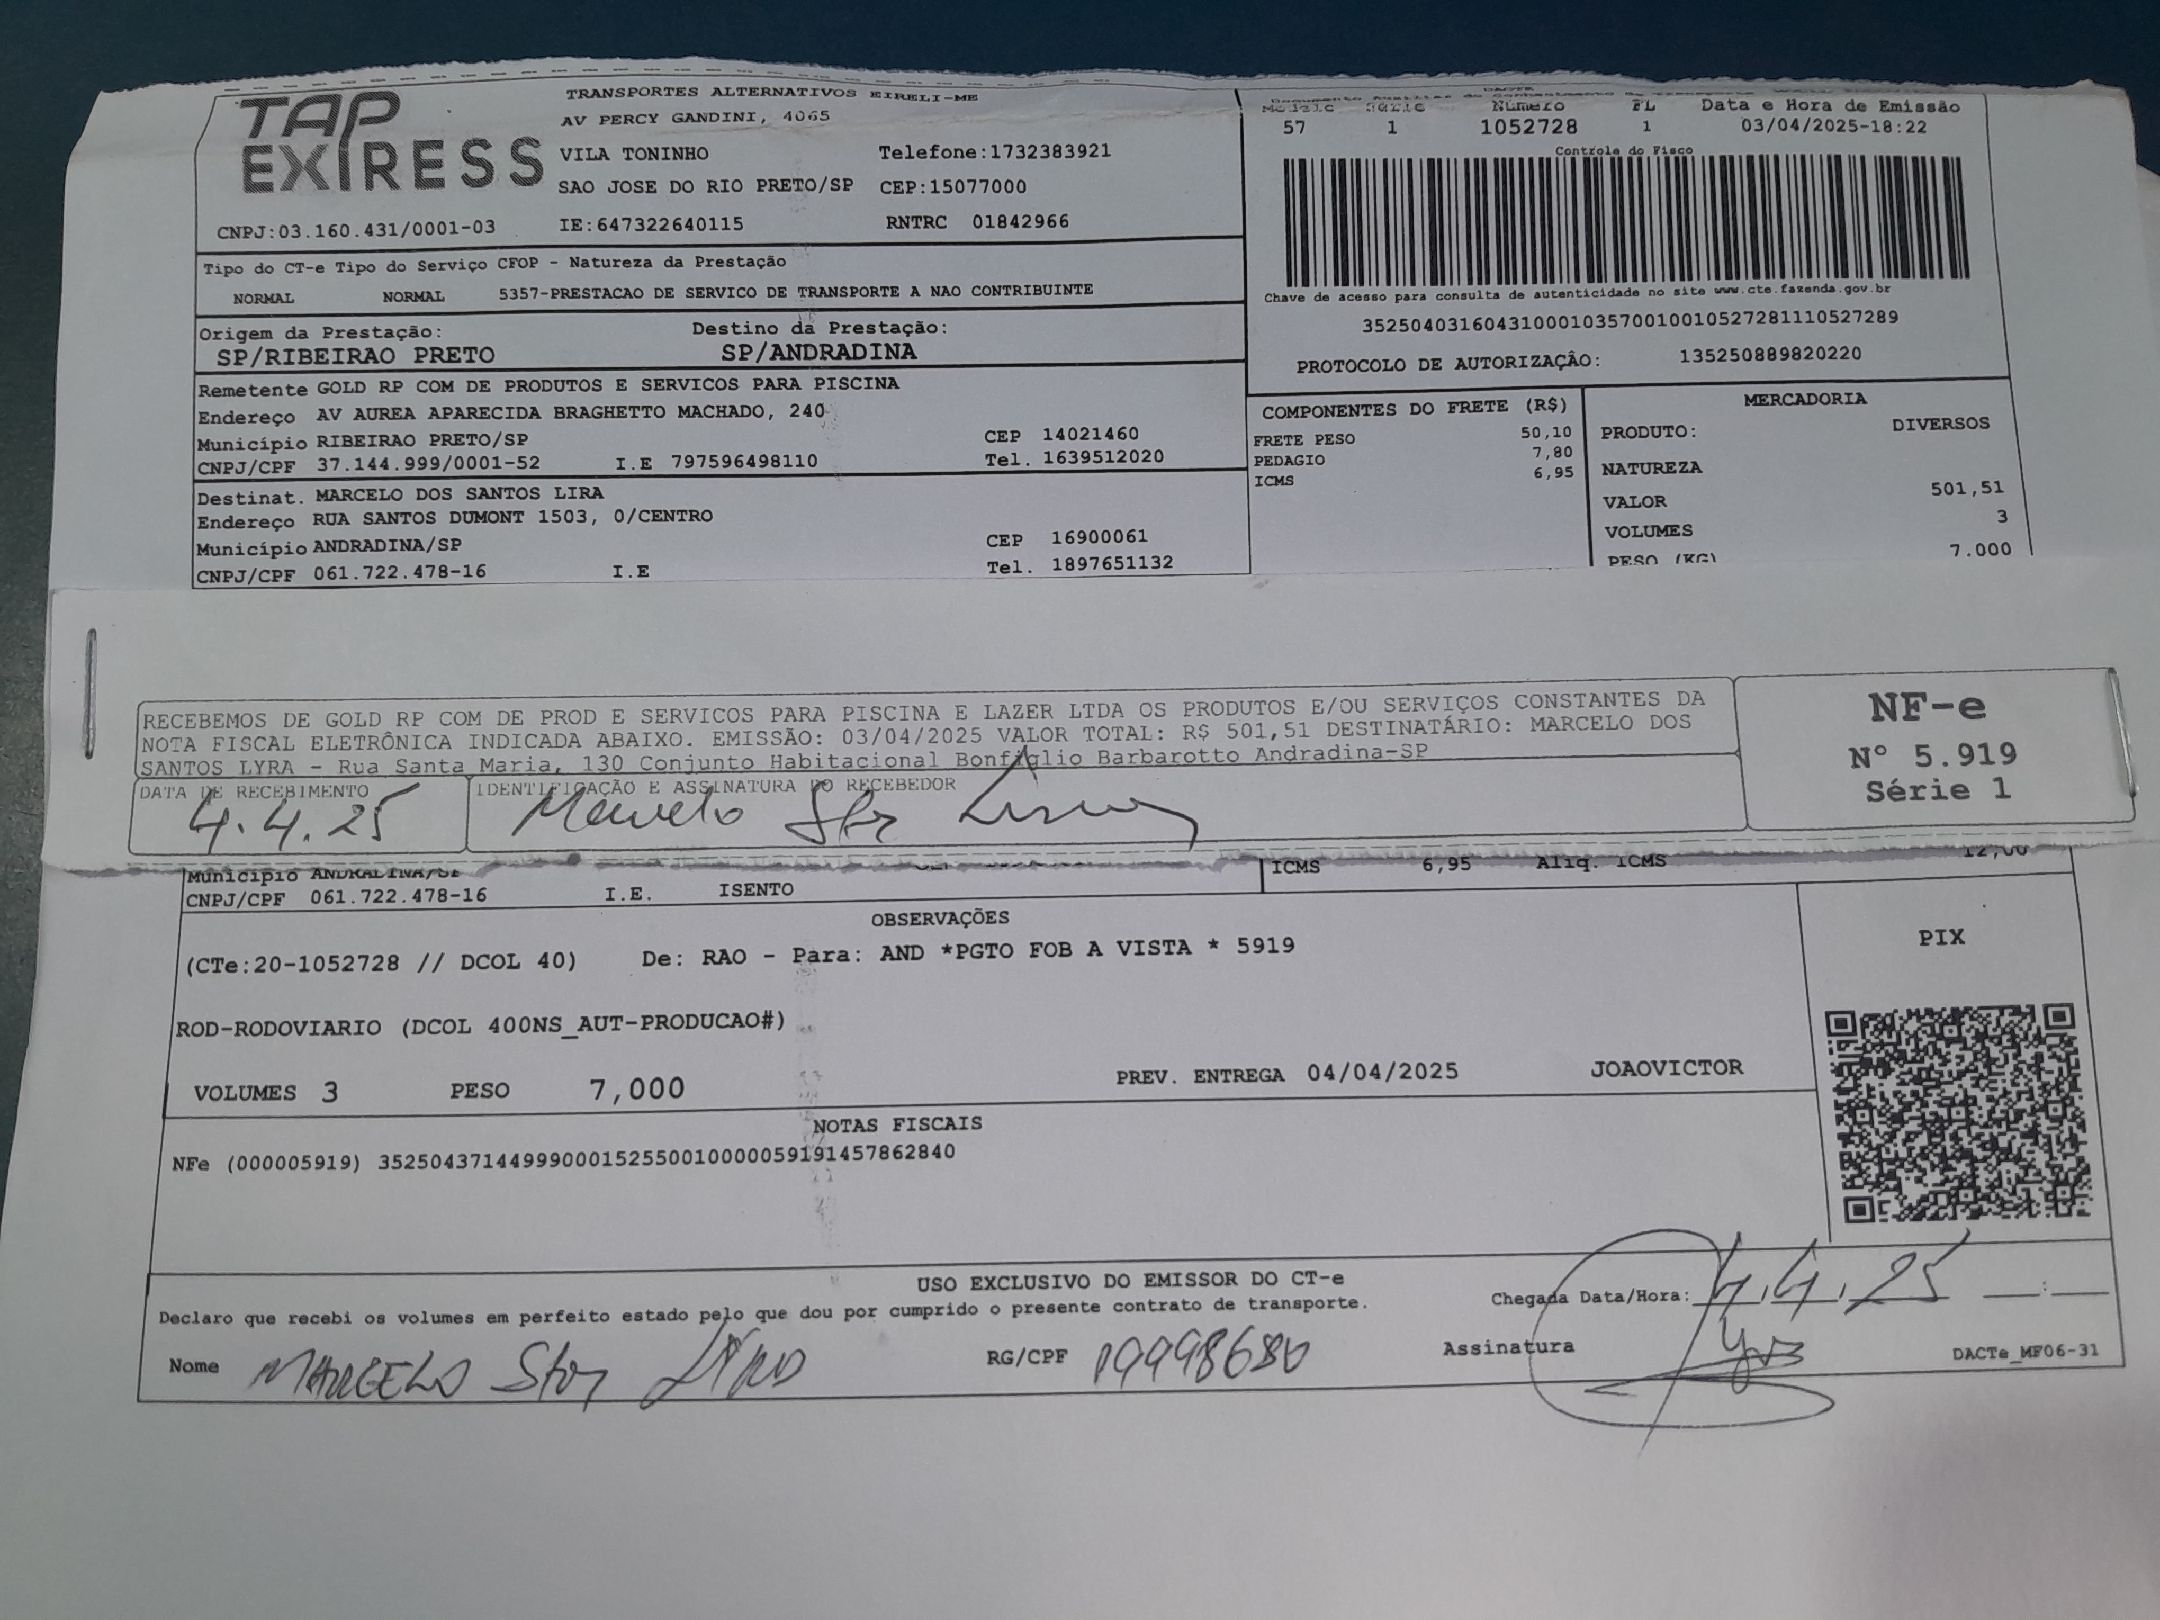 TAP EXPRESS
TRANSPORTES ALTERNATIVOS EIRELI-ME
AV PERCY GANDINI, 4065
VILA TONINHO Telefone:1732383921
SAO JOSE DO RIO PRETO/SP CEP:15077000
CNPJ:03.160.431/0001-03 IE:647322640115 RNTRC 01842966
Número FL Data e Hora de Emissão
57 1 1052728 1 03/04/2025-18:22
Controle do Fisco
Chave de acesso para consulta de autenticidade no site www.cte.fazenda.gov.br
35250403160431000103570010010527281110527289
PROTOCOLO DE AUTORIZAÇÃO: 135250889820220
Tipo do CT-e Tipo do Serviço CFOP - Natureza da Prestação
NORMAL NORMAL 5357-PRESTACAO DE SERVICO DE TRANSPORTE A NAO CONTRIBUINTE
Origem da Prestação: Destino da Prestação:
SP/RIBEIRAO PRETO SP/ANDRADINA
Remetente GOLD RP COM DE PRODUTOS E SERVICOS PARA PISCINA
Endereço AV AUREA APARECIDA BRAGHETTO MACHADO, 240
Município RIBEIRAO PRETO/SP CEP 14021460
CNPJ/CPF 37.144.999/0001-52 I.E 797596498110 Tel. 1639512020
Destinat. MARCELO DOS SANTOS LIRA
Endereço RUA SANTOS DUMONT 1503, 0/CENTRO
Município ANDRADINA/SP CEP 16900061
CNPJ/CPF 061.722.478-16 I.E Tel. 1897651132
COMPONENTES DO FRETE (R$)
FRETE PESO 50,10
PEDAGIO 7,80
ICMS 6,95
MERCADORIA
PRODUTO: DIVERSOS
NATUREZA
VALOR 501,51
VOLUMES 3
PESO (KG) 7.000
RECEBEMOS DE GOLD RP COM DE PROD E SERVICOS PARA PISCINA E LAZER LTDA OS PRODUTOS E/OU SERVIÇOS CONSTANTES DA
NOTA FISCAL ELETRÔNICA INDICADA ABAIXO. EMISSÃO: 03/04/2025 VALOR TOTAL: R$ 501,51 DESTINATÁRIO: MARCELO DOS
SANTOS LYRA - Rua Santa Maria, 130 Conjunto Habitacional Bonfiglio Barbarotto Andradina-SP
DATA DE RECEBIMENTO IDENTIFICAÇÃO E ASSINATURA DO RECEBEDOR
4.4.25 Marcelo
NF-e
N° 5.919
Série 1
Município ANDRADINA/SP ICMS 6,95 Aliq. ICMS 12,00
CNPJ/CPF 061.722.478-16 I.E. ISENTO
OBSERVAÇÕES
(CTe:20-1052728 // DCOL 40) De: RAO - Para: AND *PGTO FOB A VISTA * 5919
ROD-RODOVIARIO (DCOL 400NS_AUT-PRODUCAO#)
VOLUMES 3 PESO 7,000 PREV. ENTREGA 04/04/2025 JOAOVICTOR
PIX
NOTAS FISCAIS
NFe (000005919) 35250437144999000152550010000059191457862840
USO EXCLUSIVO DO EMISSOR DO CT-e
Declaro que recebi os volumes em perfeito estado pelo que dou por cumprido o presente contrato de transporte. Chegada Data/Hora: 4.4.25 :
Nome MARCELO RG/CPF 19998680 Assinatura DACTe_MF06-31